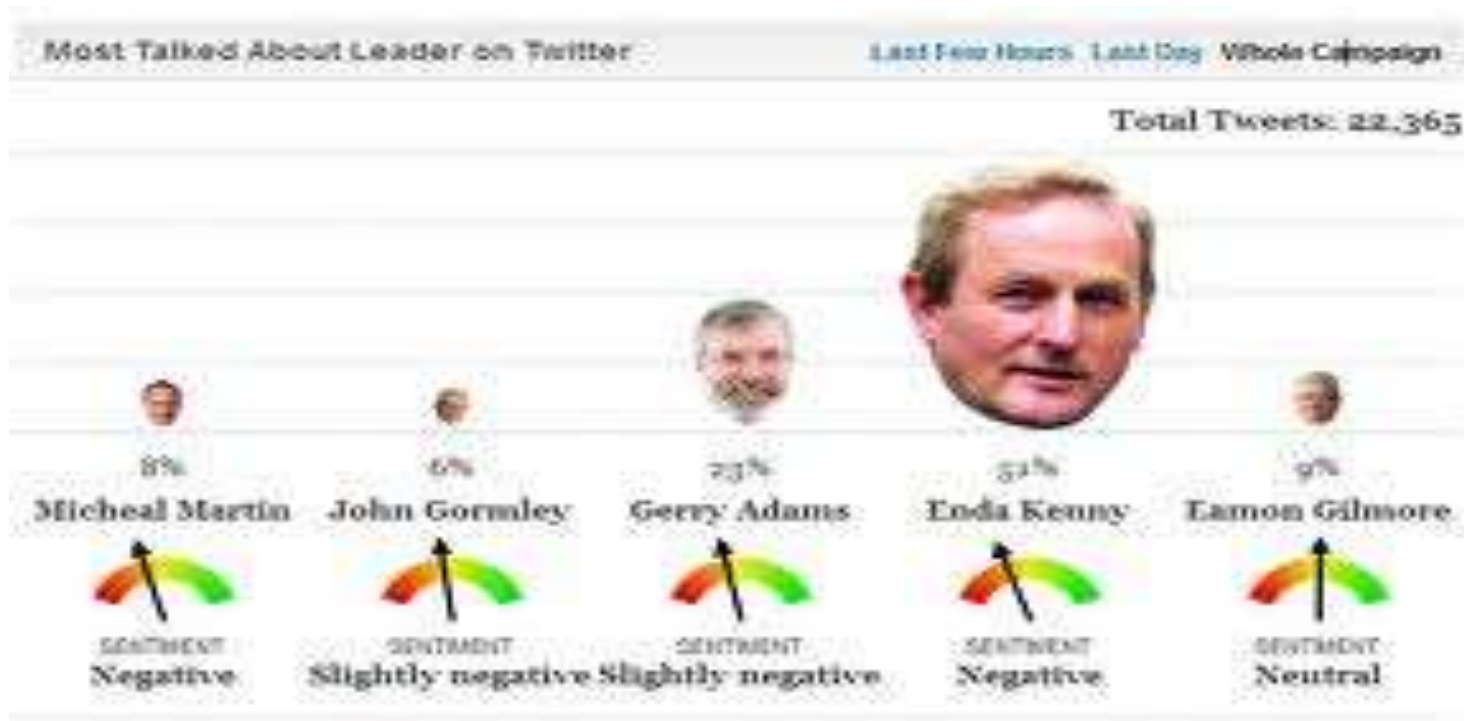 Most Talked About Leader on Twitter
Last Few Hours Last Day Whole Campaign
Total Tweets: 22,365
8% 6% 23% 52% 9%
Micheal Martin John Gormley Gerry Adams Enda Kenny Eamon Gilmore
SENTIMENT SENTIMENT SENTIMENT SENTIMENT SENTIMENT
Negative Slightly negative Slightly negative Negative Neutral